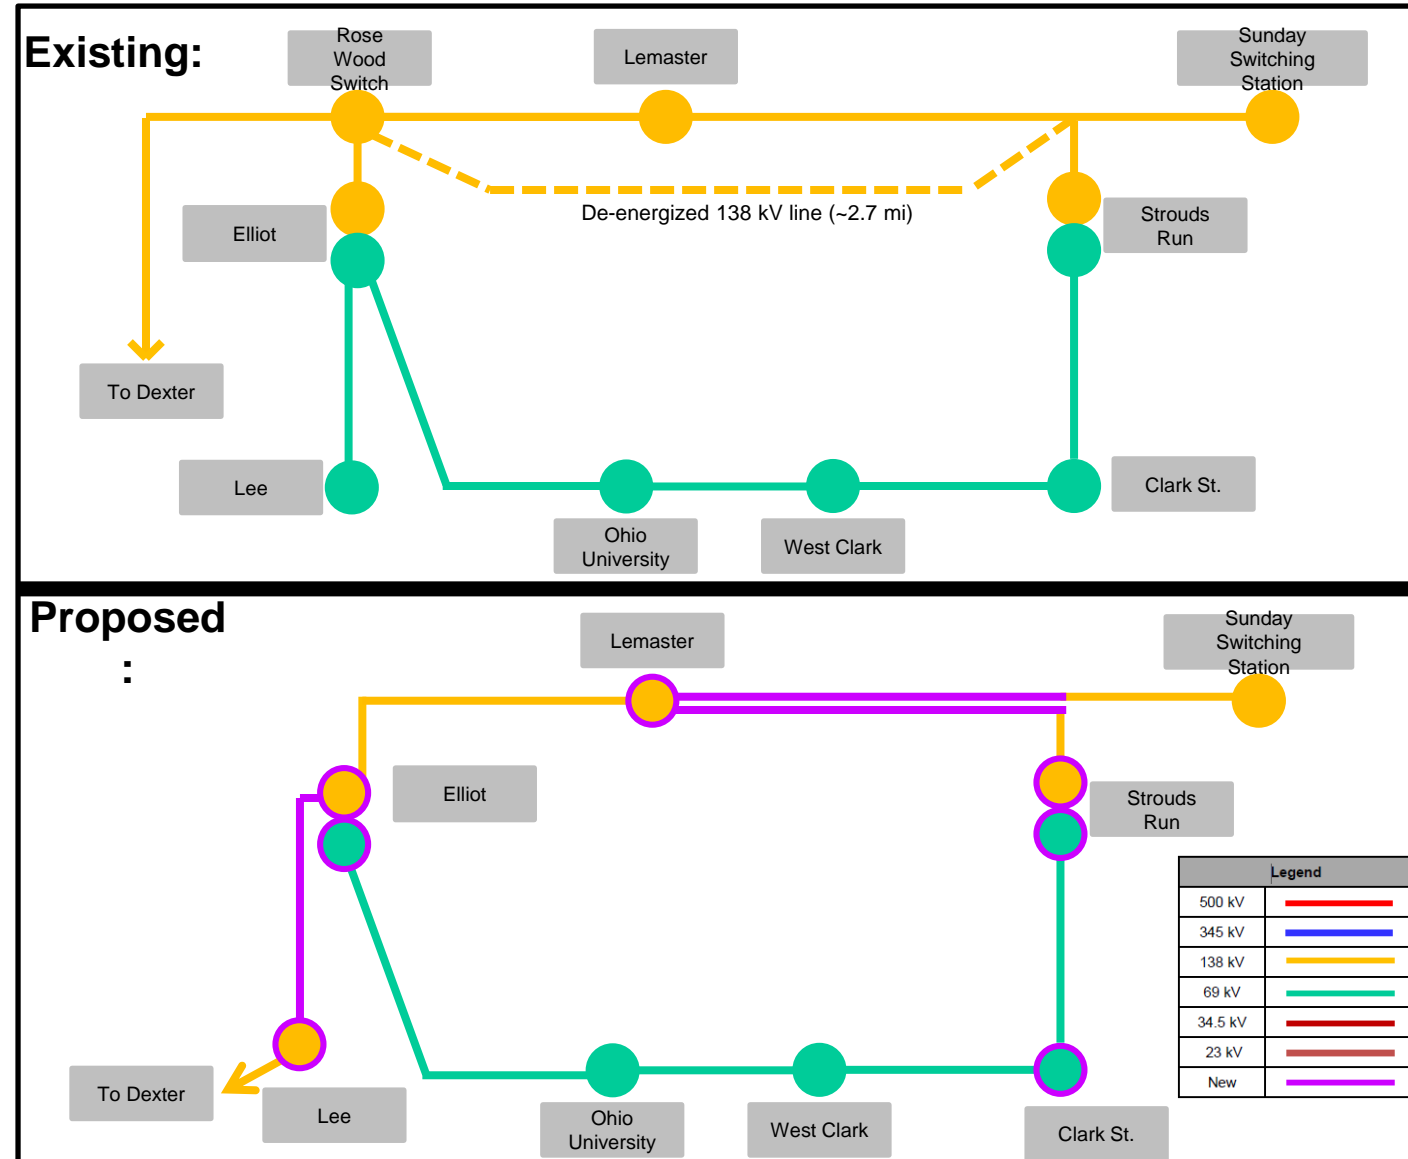 Existing:
Rose
Wood
Switch
Lemaster
Sunday
Switching
Station
De-energized 138 kV line (~2.7 mi)
Elliot
Strouds
Run
To Dexter
Lee
Clark St.
Ohio
University
West Clark
Proposed
:
Lemaster
Sunday
Switching
Station
Elliot
Strouds
Run
Legend
500 kV
345 kV
138 kV
69 kV
34.5 kV
23 kV
New
To Dexter
Lee
Ohio
University
West Clark
Clark St.